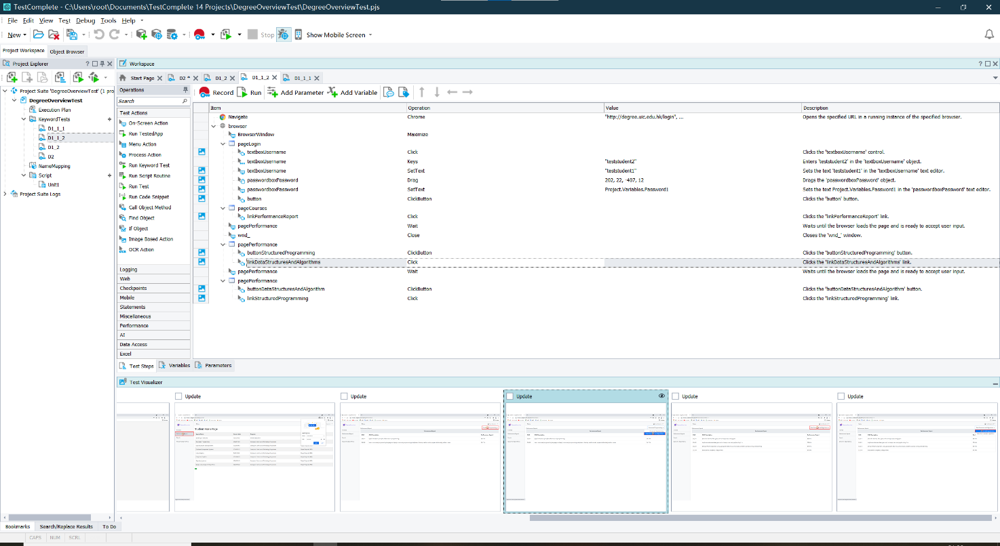 TestComplete - C:\Users\root\Documents\TestComplete 14 Projects\DegreeOverviewTest\DegreeOverviewTest.pjs
File Edit View Test Debug Tools Help
New Stop Show Mobile Screen
Project Workspace Object Browser
Project Explorer
Project Suite 'DegreeOverviewTest' (1 pro
DegreeOverviewTest
Execution Plan
KeywordTests
D1_1_1
D1_1_2
D1_2
D2
NameMapping
Script
Unit1
Project Suite Logs
Workspace
Start Page D2 * D1_2 D1_1_2 D1_1_1
Operations
Search
Test Actions
On-Screen Action
Run TestedApp
Menu Action
Process Action
Run Keyword Test
Run Script Routine
Run Test
Run Code Snippet
Call Object Method
Find Object
If Object
Image Based Action
OCR Action
Logging
Web
Checkpoints
Mobile
Statements
Miscellaneous
Performance
AI
Data Access
Excel
Record Run Add Parameter Add Variable
Item Operation Value Description
Navigate Chrome "http://degree.uic.edu.hk/login", ... Opens the specified URL in a running instance of the specified browser.
browser
BrowserWindow Maximize
pageLogin
textboxUsername Click Clicks the 'textboxUsername' control.
textboxUsername Keys "teststudent2" Enters 'teststudent2' in the 'textboxUsername' object.
textboxUsername SetText "teststudent1" Sets the text 'teststudent1' in the 'textboxUsername' text editor.
passwordboxPassword Drag 202, 22, -407, 12 Drags the 'passwordboxPassword' object.
passwordboxPassword SetText Project.Variables.Password1 Sets the text Project.Variables.Password1 in the 'passwordboxPassword' text editor.
button ClickButton Clicks the 'button' button.
pageCourses
linkPerformanceReport Click Clicks the 'linkPerformanceReport' link.
pagePerformance Wait Waits until the browser loads the page and is ready to accept user input.
wnd_ Close Closes the 'wnd_' window.
pagePerformance
buttonStructuredProgramming ClickButton Clicks the 'buttonStructuredProgramming' button.
linkDataStructuresAndAlgorithms Click Clicks the 'linkDataStructuresAndAlgorithms' link.
pagePerformance Wait Waits until the browser loads the page and is ready to accept user input.
pagePerformance
buttonDataStructuresAndAlgorithm ClickButton Clicks the 'buttonDataStructuresAndAlgorithm' button.
linkStructuredProgramming Click Clicks the 'linkStructuredProgramming' link.
Test Steps Variables Parameters
Test Visualizer
Update Update Update Update Update
Student Home Page
Bookmarks Search/Replace Results To Do
CAPS NUM SCRL